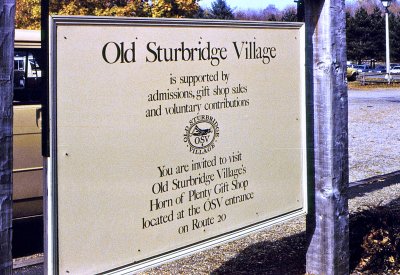 Old Sturbridge Village
is supported by
admissions, gift shop sales
and voluntary contributions
OLD STURBRIDGE
OSV
VILLAGE
You are invited to visit
Old Sturbridge Village's
Horn of Plenty Gift Shop
located at the OSV entrance
on Route 20